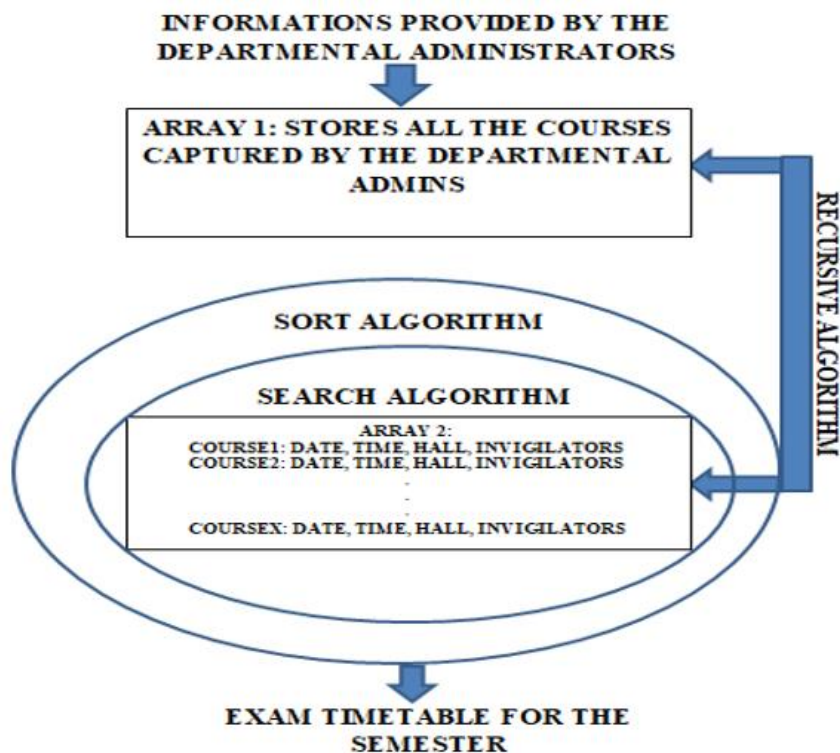 INFORMATIONS PROVIDED BY THE
DEPARTMENTAL ADMINISTRATORS
ARRAY 1: STORES ALL THE COURSES
CAPTURED BY THE DEPARTMENTAL
ADMINS
RECURSIVE ALGORITHM
SORT ALGORITHM
SEARCH ALGORITHM
ARRAY 2:
COURSE1: DATE, TIME, HALL, INVIGILATORS
COURSE2: DATE, TIME, HALL, INVIGILATORS
.
.
.
COURSEX: DATE, TIME, HALL, INVIGILATORS
EXAM TIMETABLE FOR THE
SEMESTER